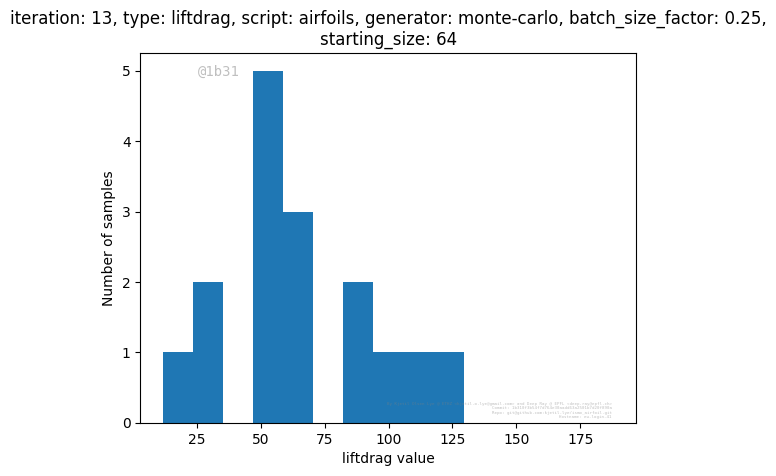 iteration: 13, type: liftdrag, script: airfoils, generator: monte-carlo, batch_size_factor: 0.25,
starting_size: 64
@1b31
5
4
3
2
1
0
Number of samples
25 50 75 100 125 150 175
liftdrag value